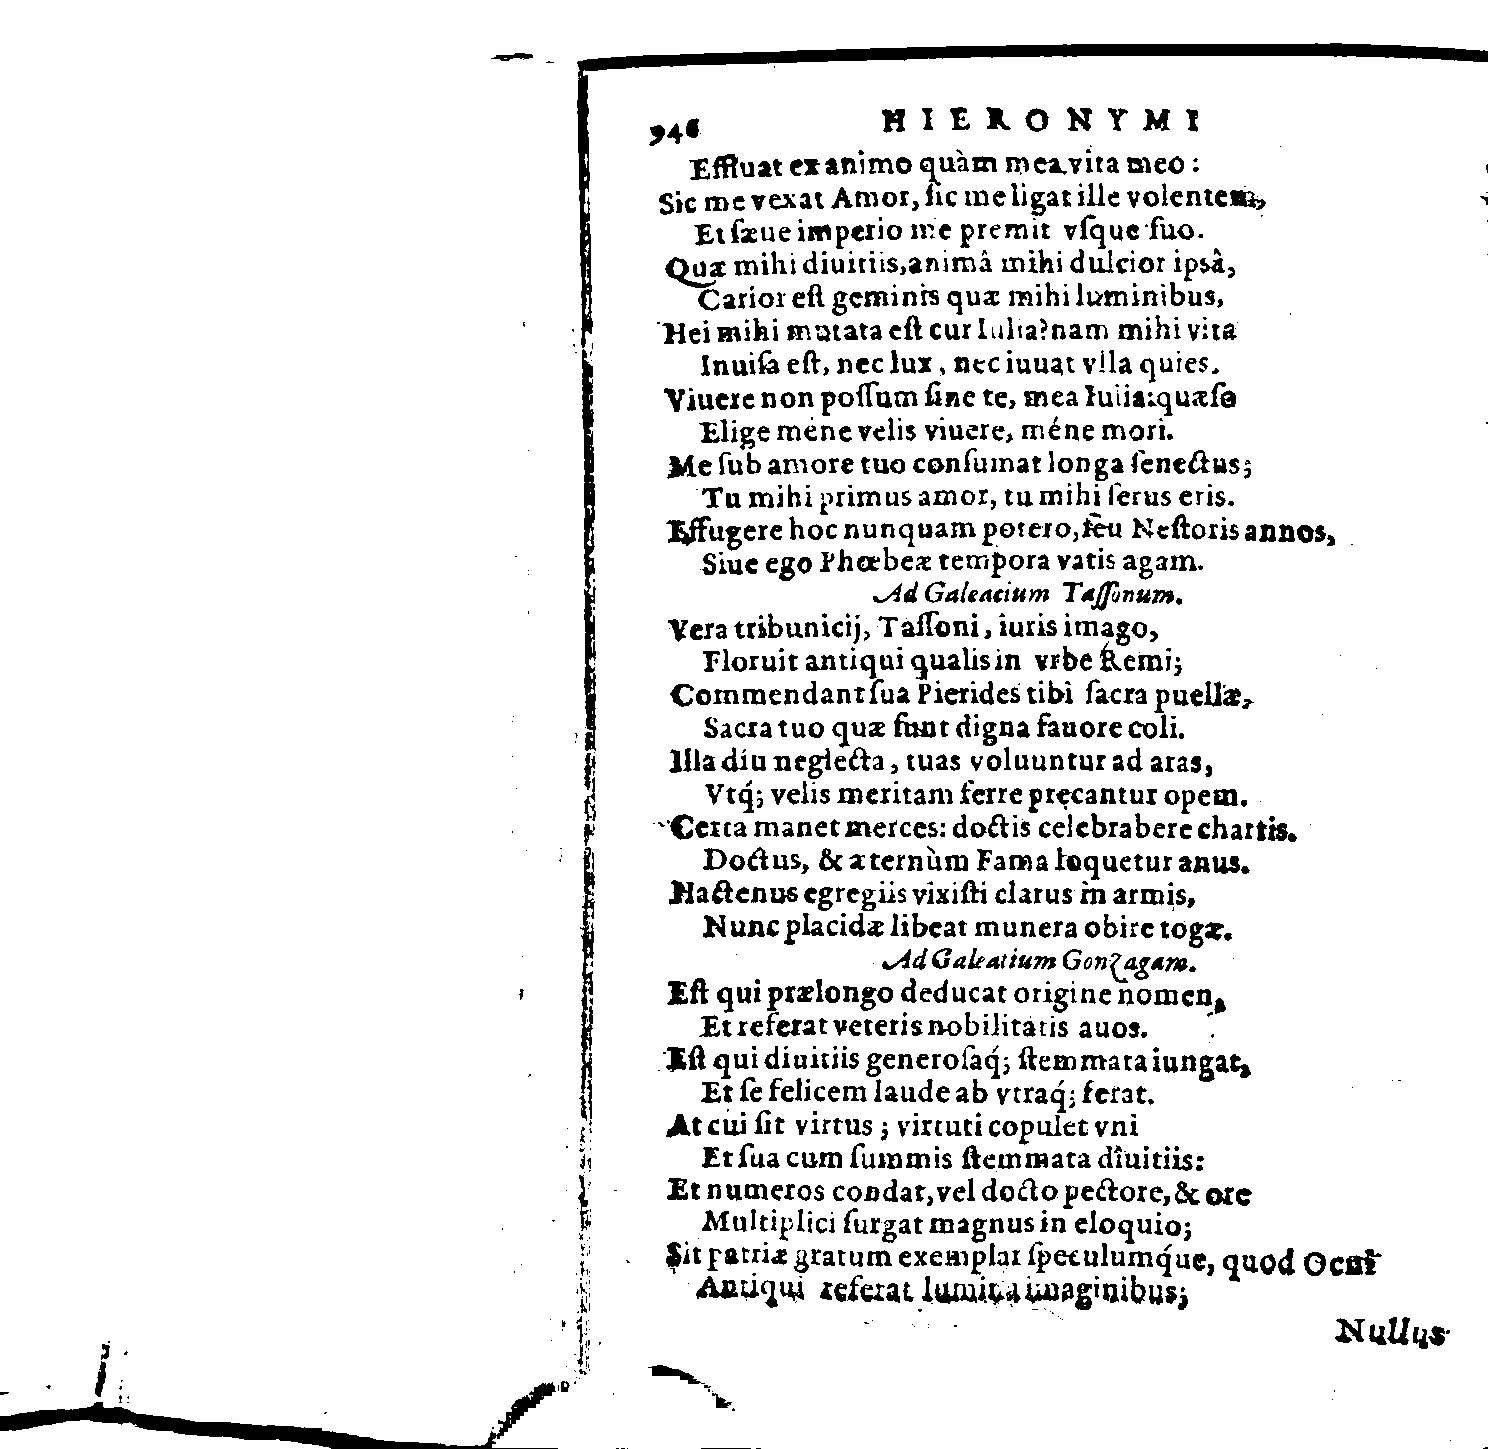 946 HIERONYMI
Effluat ex animo quàm mea vita meo:
Sic me vexat Amor, ſic me ligat ille volentem,
Et ſæue imperio me premit vſque ſuo.
Quæ mihi diuitiis, animâ mihi dulcior ipsâ,
Carior eſt geminis quæ mihi luminibus,
Hei mihi mutata eſt cur Iulia? nam mihi vita
Inuiſa eſt, nec lux, nec iuuat vlla quies.
Viuere non poſſum ſine te, mea Iulia: quæſo
Elige méne velis viuere, méne mori.
Me ſub amore tuo conſumat longa ſenectus;
Tu mihi primus amor, tu mihi ſerus eris.
Effugere hoc nunquam potero, ſeu Neſtoris annos,
Siue ego Phœbeæ tempora vatis agam.
Ad Galeatium Taſſonum.
Vera tribunicij, Taſſoni, iuris imago,
Floruit antiqui qualis in vrbe Remi;
Commendant ſua Pierides tibi ſacra puellæ,
Sacra tuo quæ ſunt digna fauore coli.
Illa diu neglecta, tuas voluuntur ad aras,
Vtq́; velis meritam ferre pręcantur opem.
Certa manet merces: doctis celebrabere chartis.
Doctus, & æternùm Fama loquetur anus.
Hactenus egregiis vixiſti clarus in armis,
Nunc placidæ libeat munera obire togæ.
Ad Galeatium Gonzagam.
Eſt qui prælongo deducat origine nomen,
Et referat veteris nobilitatis auos.
Eſt qui diuitiis generoſaq́; ſtemmata iungat,
Et ſe felicem laude ab vtraq́; ferat.
At cui ſit virtus; virtuti copulet vni
Et ſua cum ſummis ſtemmata diuitiis:
Et numeros condat, vel docto pectore, & ore
Multiplici ſurgat magnus in eloquio;
Sit patriæ gratum exemplar ſpeculumq́ue, quod
Antiqui referat lumina imaginibus;
Nullus